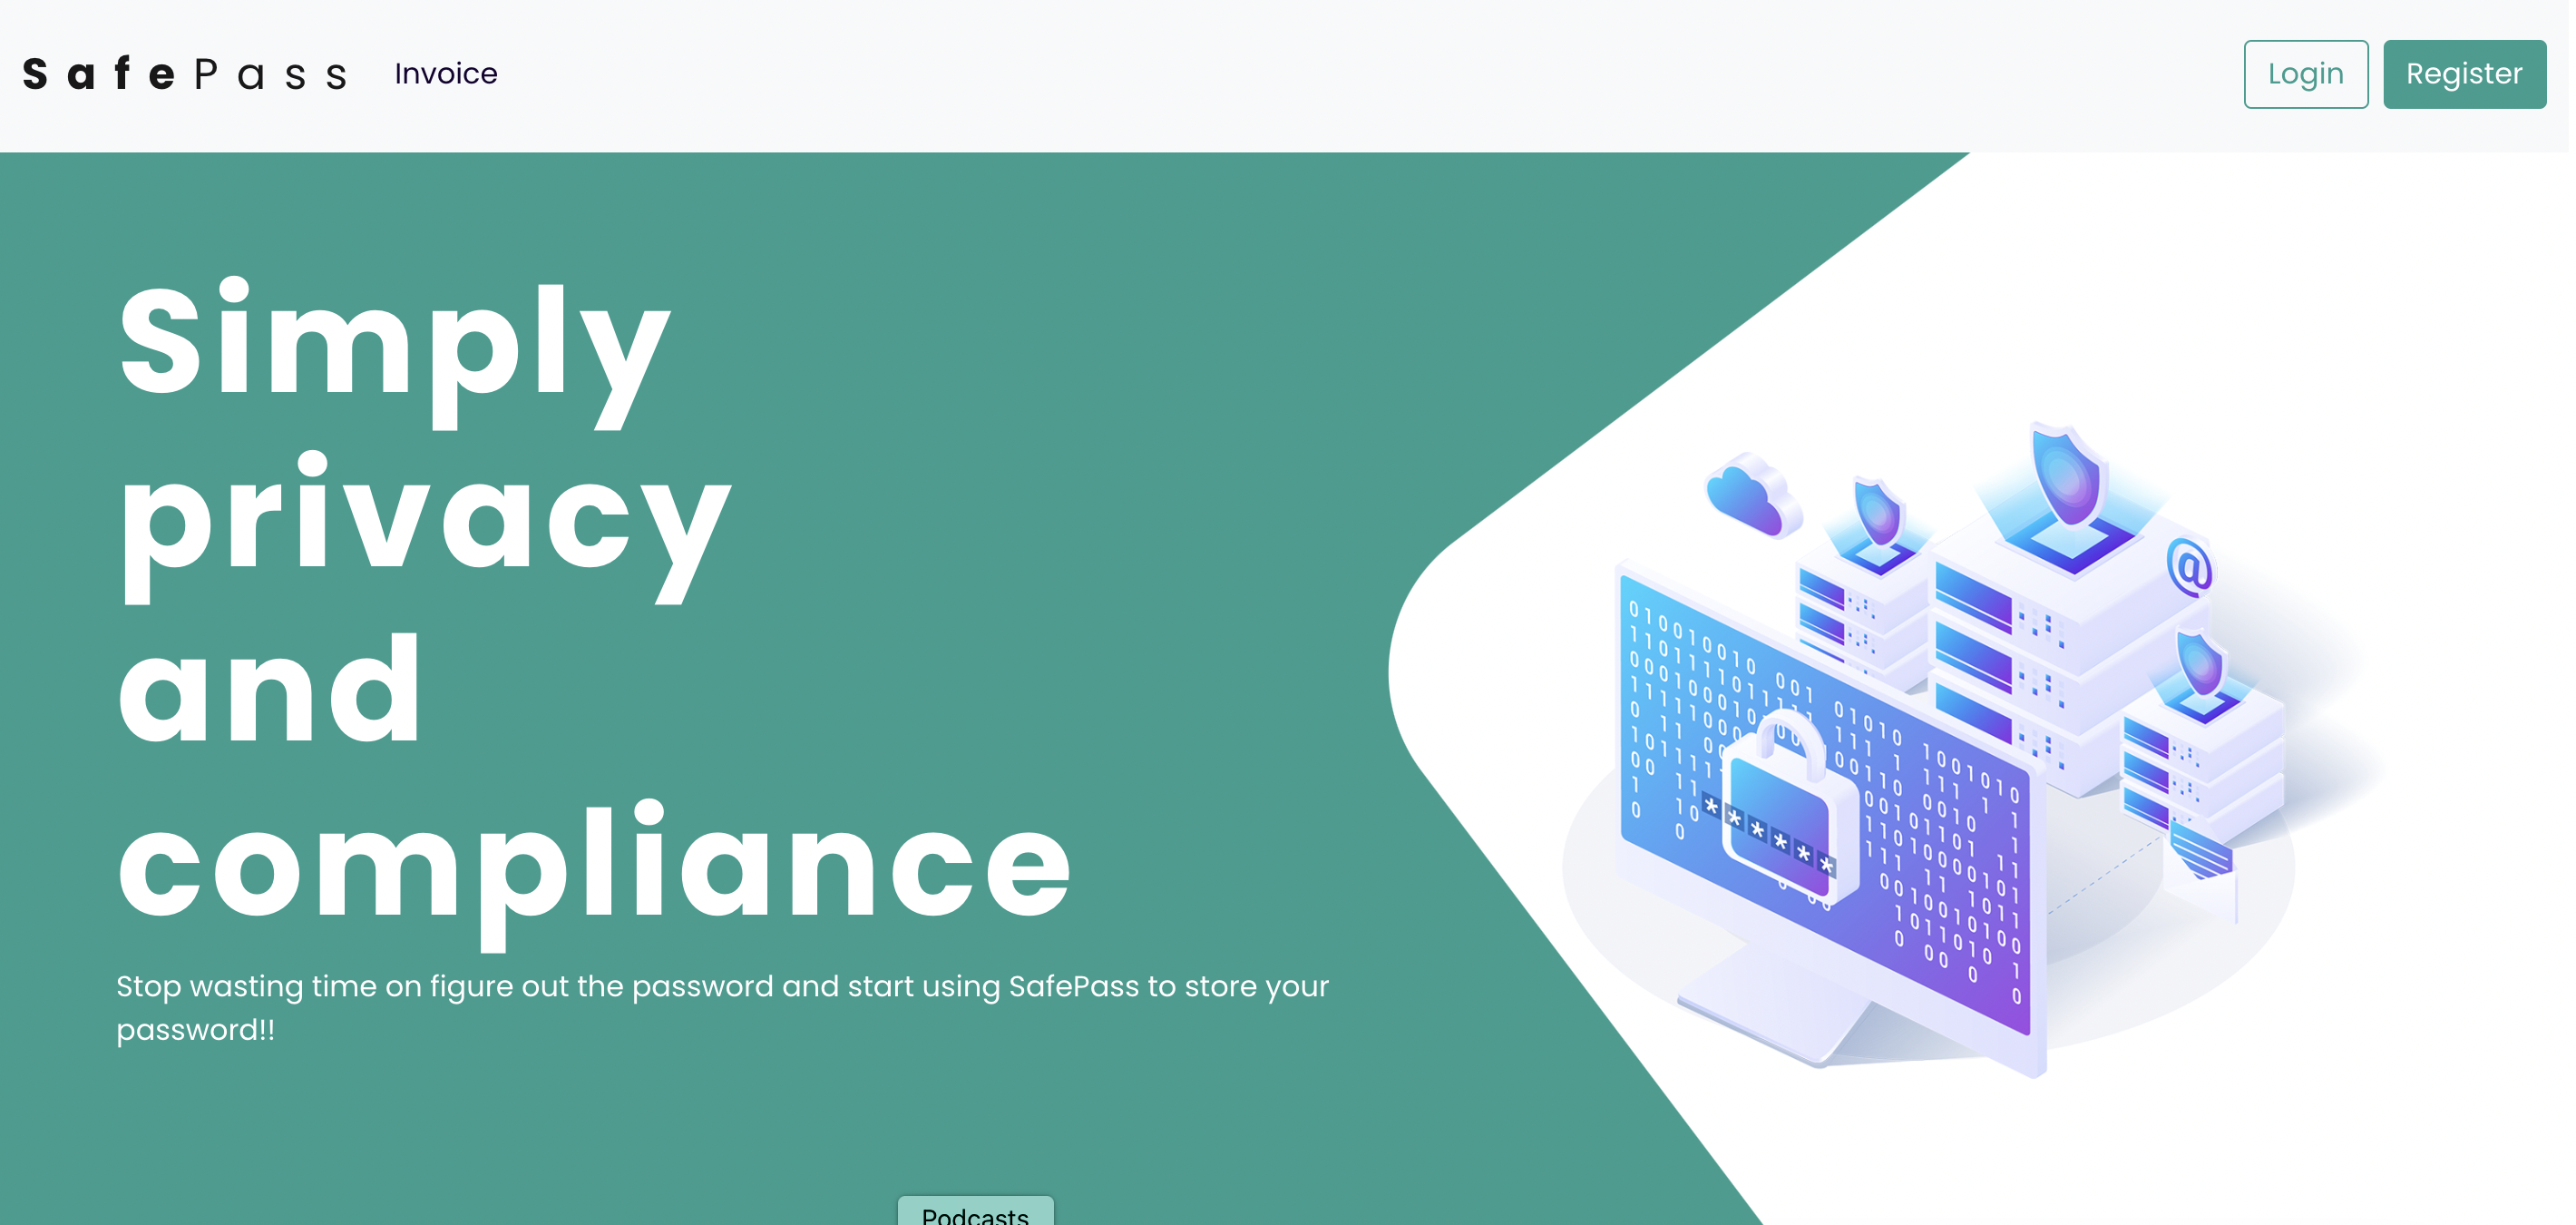 SafePass Invoice Login Register
Simply
privacy
and
compliance
Stop wasting time on figure out the password and start using SafePass to store your
password!!
@
******
Podcasts